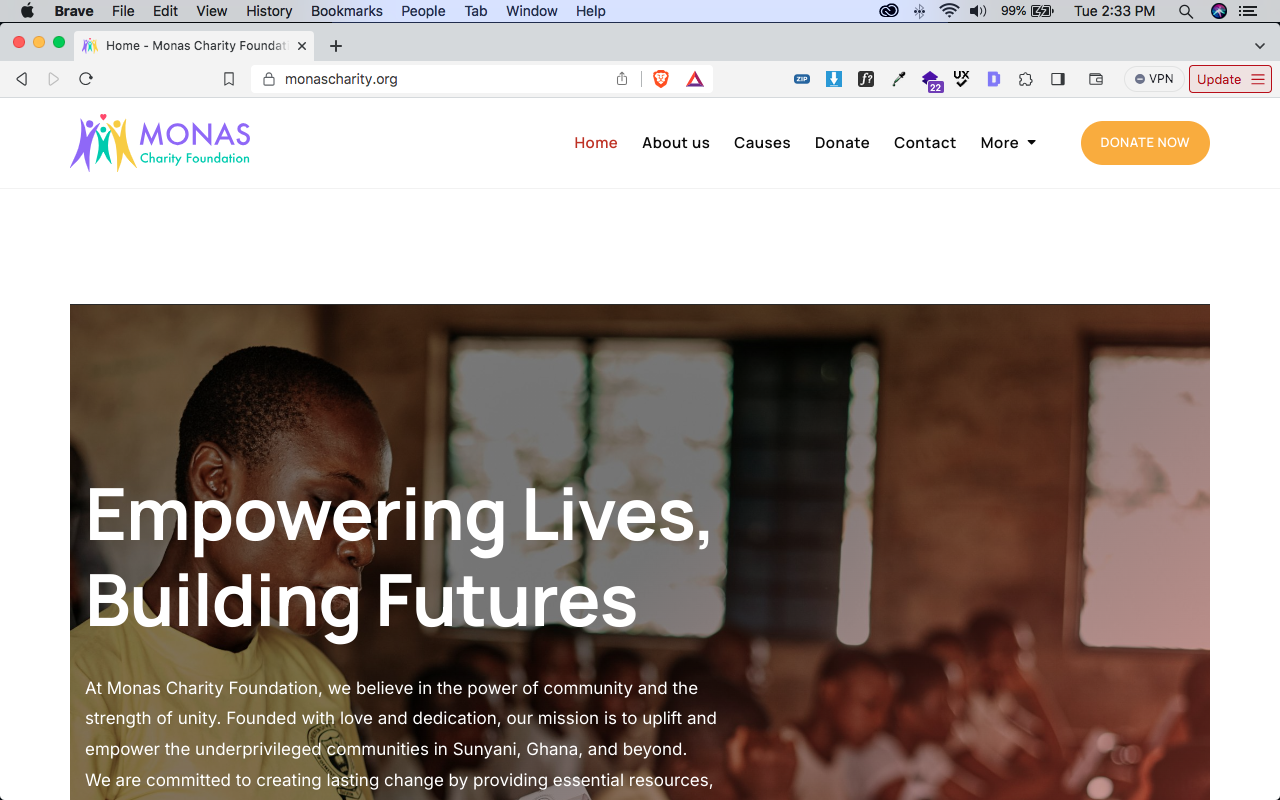 Brave File Edit View History Bookmarks People Tab Window Help 99% Tue 2:33 PM
Home - Monas Charity Foundati
monascharity.org ZIP f? 22 UX D VPN Update
MONAS
Charity Foundation
Home About us Causes Donate Contact More DONATE NOW
Empowering Lives,
Building Futures
At Monas Charity Foundation, we believe in the power of community and the
strength of unity. Founded with love and dedication, our mission is to uplift and
empower the underprivileged communities in Sunyani, Ghana, and beyond.
We are committed to creating lasting change by providing essential resources,